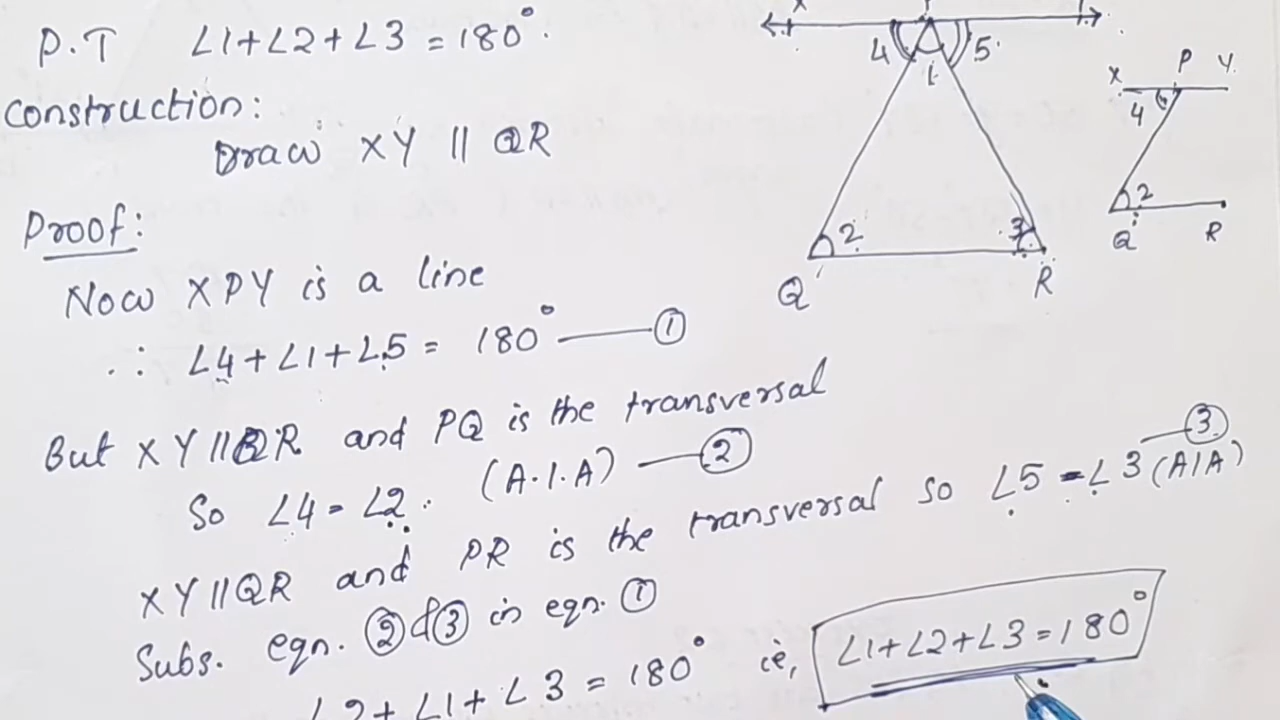 P.T ∠1+∠2+∠3 = 180°.
Construction:
Draw XY || QR
Proof:
Now XPY is a line
∴ ∠4+∠1+∠5 = 180° — ①
But XY || QR and PQ is the transversal
So ∠4 = ∠2. (A.I.A) — ②
XY || QR and PR is the transversal so ∠5 = ∠3 (AIA) — ③
Subs. eqn. ② & ③ in eqn. ①
∠2 + ∠1 + ∠3 = 180° ie, ∠1+∠2+∠3 = 180°
4 1 5
2 3
Q R
X P Y
4
2
Q R